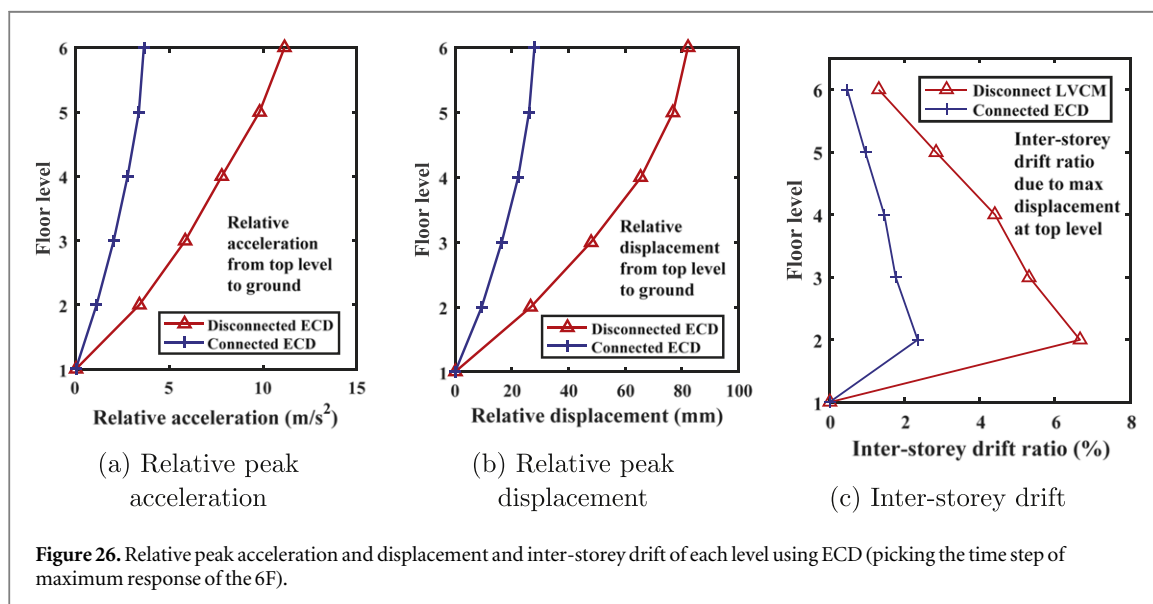 6
5
4
3
2
1
Floor level
Relative
acceleration
from top level
to ground
Disconnected ECD
Connected ECD
0 5 10 15
Relative acceleration (m/s²)
(a) Relative peak
acceleration
6
5
4
3
2
1
Floor level
Relative
displacement
from top level
to ground
Disconnected ECD
Connected ECD
0 20 40 60 80 100
Relative displacement (mm)
(b) Relative peak
displacement
6
5
4
3
2
1
Floor level
Disconnect LVCM
Connected ECD
Inter-storey
drift ratio
due to max
displacement
at top level
0 2 4 6 8
Inter-storey drift ratio (%)
(c) Inter-storey drift
Figure 26. Relative peak acceleration and displacement and inter-storey drift of each level using ECD (picking the time step of
maximum response of the 6F).